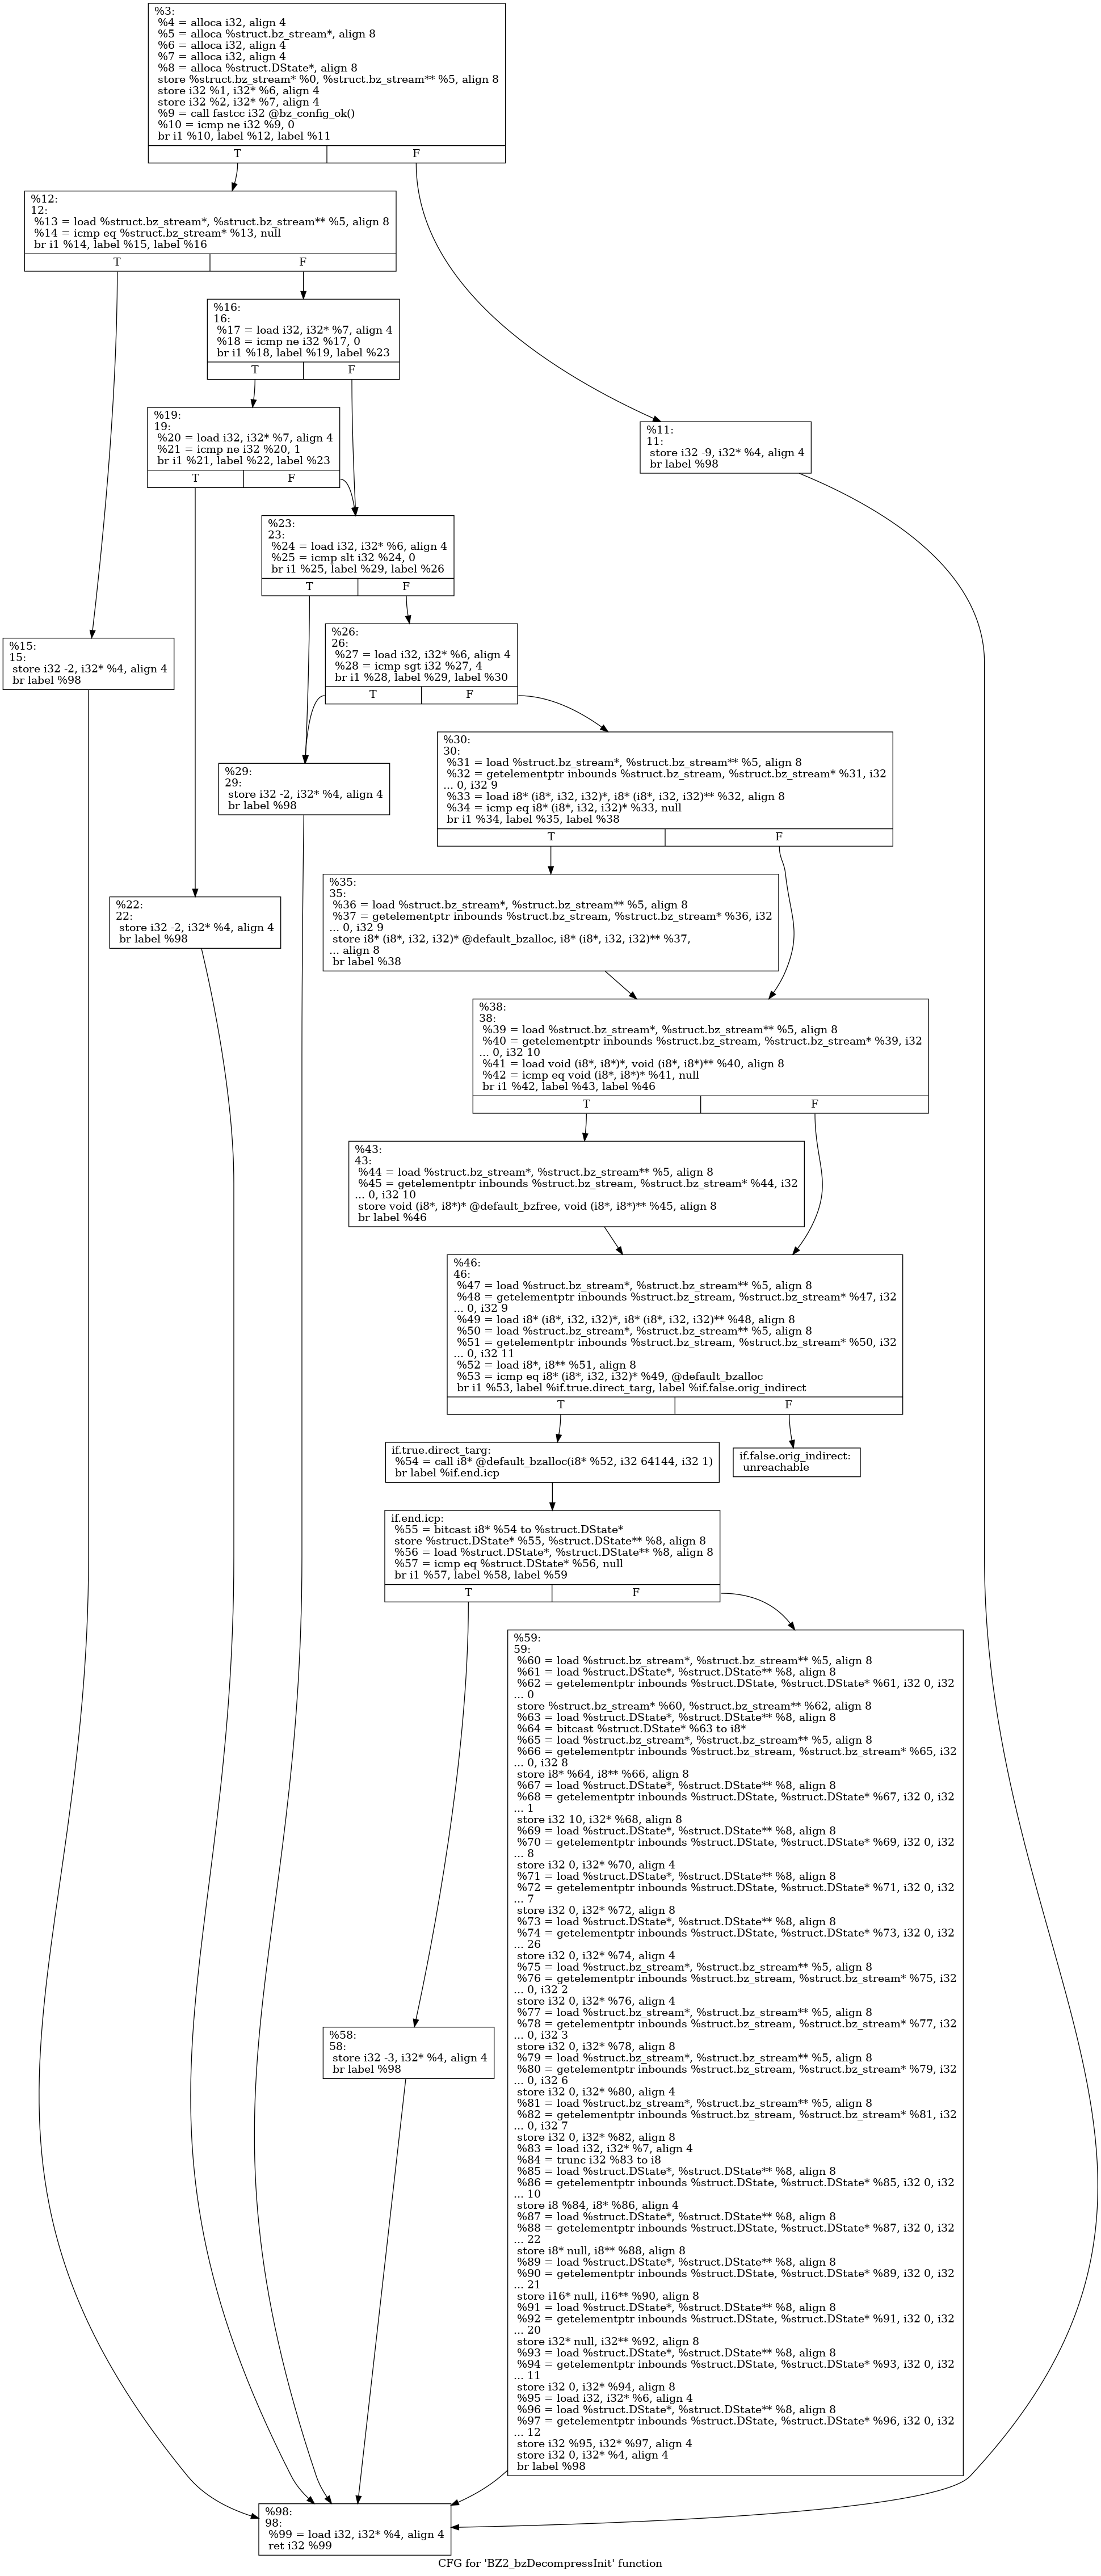 %3:
%4 = alloca i32, align 4
%5 = alloca %struct.bz_stream*, align 8
%6 = alloca i32, align 4
%7 = alloca i32, align 4
%8 = alloca %struct.DState*, align 8
store %struct.bz_stream* %0, %struct.bz_stream** %5, align 8
store i32 %1, i32* %6, align 4
store i32 %2, i32* %7, align 4
%9 = call fastcc i32 @bz_config_ok()
%10 = icmp ne i32 %9, 0
br i1 %10, label %12, label %11
T F
%12:
12:
%13 = load %struct.bz_stream*, %struct.bz_stream** %5, align 8
%14 = icmp eq %struct.bz_stream* %13, null
br i1 %14, label %15, label %16
T F
%16:
16:
%17 = load i32, i32* %7, align 4
%18 = icmp ne i32 %17, 0
br i1 %18, label %19, label %23
T F
%19:
19:
%20 = load i32, i32* %7, align 4
%21 = icmp ne i32 %20, 1
br i1 %21, label %22, label %23
T F
%11:
11:
store i32 -9, i32* %4, align 4
br label %98
%23:
23:
%24 = load i32, i32* %6, align 4
%25 = icmp slt i32 %24, 0
br i1 %25, label %29, label %26
T F
%26:
26:
%27 = load i32, i32* %6, align 4
%28 = icmp sgt i32 %27, 4
br i1 %28, label %29, label %30
T F
%15:
15:
store i32 -2, i32* %4, align 4
br label %98
%30:
30:
%31 = load %struct.bz_stream*, %struct.bz_stream** %5, align 8
%32 = getelementptr inbounds %struct.bz_stream, %struct.bz_stream* %31, i32
... 0, i32 9
%33 = load i8* (i8*, i32, i32)*, i8* (i8*, i32, i32)** %32, align 8
%34 = icmp eq i8* (i8*, i32, i32)* %33, null
br i1 %34, label %35, label %38
T F
%29:
29:
store i32 -2, i32* %4, align 4
br label %98
%35:
35:
%36 = load %struct.bz_stream*, %struct.bz_stream** %5, align 8
%37 = getelementptr inbounds %struct.bz_stream, %struct.bz_stream* %36, i32
... 0, i32 9
store i8* (i8*, i32, i32)* @default_bzalloc, i8* (i8*, i32, i32)** %37,
... align 8
br label %38
%22:
22:
store i32 -2, i32* %4, align 4
br label %98
%38:
38:
%39 = load %struct.bz_stream*, %struct.bz_stream** %5, align 8
%40 = getelementptr inbounds %struct.bz_stream, %struct.bz_stream* %39, i32
... 0, i32 10
%41 = load void (i8*, i8*)*, void (i8*, i8*)** %40, align 8
%42 = icmp eq void (i8*, i8*)* %41, null
br i1 %42, label %43, label %46
T F
%43:
43:
%44 = load %struct.bz_stream*, %struct.bz_stream** %5, align 8
%45 = getelementptr inbounds %struct.bz_stream, %struct.bz_stream* %44, i32
... 0, i32 10
store void (i8*, i8*)* @default_bzfree, void (i8*, i8*)** %45, align 8
br label %46
%46:
46:
%47 = load %struct.bz_stream*, %struct.bz_stream** %5, align 8
%48 = getelementptr inbounds %struct.bz_stream, %struct.bz_stream* %47, i32
... 0, i32 9
%49 = load i8* (i8*, i32, i32)*, i8* (i8*, i32, i32)** %48, align 8
%50 = load %struct.bz_stream*, %struct.bz_stream** %5, align 8
%51 = getelementptr inbounds %struct.bz_stream, %struct.bz_stream* %50, i32
... 0, i32 11
%52 = load i8*, i8** %51, align 8
%53 = icmp eq i8* (i8*, i32, i32)* %49, @default_bzalloc
br i1 %53, label %if.true.direct_targ, label %if.false.orig_indirect
T F
if.true.direct_targ:
%54 = call i8* @default_bzalloc(i8* %52, i32 64144, i32 1)
br label %if.end.icp
if.false.orig_indirect:
unreachable
if.end.icp:
%55 = bitcast i8* %54 to %struct.DState*
store %struct.DState* %55, %struct.DState** %8, align 8
%56 = load %struct.DState*, %struct.DState** %8, align 8
%57 = icmp eq %struct.DState* %56, null
br i1 %57, label %58, label %59
T F
%59:
59:
%60 = load %struct.bz_stream*, %struct.bz_stream** %5, align 8
%61 = load %struct.DState*, %struct.DState** %8, align 8
%62 = getelementptr inbounds %struct.DState, %struct.DState* %61, i32 0, i32
... 0
store %struct.bz_stream* %60, %struct.bz_stream** %62, align 8
%63 = load %struct.DState*, %struct.DState** %8, align 8
%64 = bitcast %struct.DState* %63 to i8*
%65 = load %struct.bz_stream*, %struct.bz_stream** %5, align 8
%66 = getelementptr inbounds %struct.bz_stream, %struct.bz_stream* %65, i32
... 0, i32 8
store i8* %64, i8** %66, align 8
%67 = load %struct.DState*, %struct.DState** %8, align 8
%68 = getelementptr inbounds %struct.DState, %struct.DState* %67, i32 0, i32
... 1
store i32 10, i32* %68, align 8
%69 = load %struct.DState*, %struct.DState** %8, align 8
%70 = getelementptr inbounds %struct.DState, %struct.DState* %69, i32 0, i32
... 8
store i32 0, i32* %70, align 4
%71 = load %struct.DState*, %struct.DState** %8, align 8
%72 = getelementptr inbounds %struct.DState, %struct.DState* %71, i32 0, i32
... 7
store i32 0, i32* %72, align 8
%73 = load %struct.DState*, %struct.DState** %8, align 8
%74 = getelementptr inbounds %struct.DState, %struct.DState* %73, i32 0, i32
... 26
store i32 0, i32* %74, align 4
%75 = load %struct.bz_stream*, %struct.bz_stream** %5, align 8
%76 = getelementptr inbounds %struct.bz_stream, %struct.bz_stream* %75, i32
... 0, i32 2
store i32 0, i32* %76, align 4
%77 = load %struct.bz_stream*, %struct.bz_stream** %5, align 8
%78 = getelementptr inbounds %struct.bz_stream, %struct.bz_stream* %77, i32
... 0, i32 3
store i32 0, i32* %78, align 8
%79 = load %struct.bz_stream*, %struct.bz_stream** %5, align 8
%80 = getelementptr inbounds %struct.bz_stream, %struct.bz_stream* %79, i32
... 0, i32 6
store i32 0, i32* %80, align 4
%81 = load %struct.bz_stream*, %struct.bz_stream** %5, align 8
%82 = getelementptr inbounds %struct.bz_stream, %struct.bz_stream* %81, i32
... 0, i32 7
store i32 0, i32* %82, align 8
%83 = load i32, i32* %7, align 4
%84 = trunc i32 %83 to i8
%85 = load %struct.DState*, %struct.DState** %8, align 8
%86 = getelementptr inbounds %struct.DState, %struct.DState* %85, i32 0, i32
... 10
store i8 %84, i8* %86, align 4
%87 = load %struct.DState*, %struct.DState** %8, align 8
%88 = getelementptr inbounds %struct.DState, %struct.DState* %87, i32 0, i32
... 22
store i8* null, i8** %88, align 8
%89 = load %struct.DState*, %struct.DState** %8, align 8
%90 = getelementptr inbounds %struct.DState, %struct.DState* %89, i32 0, i32
... 21
store i16* null, i16** %90, align 8
%91 = load %struct.DState*, %struct.DState** %8, align 8
%92 = getelementptr inbounds %struct.DState, %struct.DState* %91, i32 0, i32
... 20
store i32* null, i32** %92, align 8
%93 = load %struct.DState*, %struct.DState** %8, align 8
%94 = getelementptr inbounds %struct.DState, %struct.DState* %93, i32 0, i32
... 11
store i32 0, i32* %94, align 8
%95 = load i32, i32* %6, align 4
%96 = load %struct.DState*, %struct.DState** %8, align 8
%97 = getelementptr inbounds %struct.DState, %struct.DState* %96, i32 0, i32
... 12
store i32 %95, i32* %97, align 4
store i32 0, i32* %4, align 4
br label %98
%58:
58:
store i32 -3, i32* %4, align 4
br label %98
%98:
98:
%99 = load i32, i32* %4, align 4
ret i32 %99
CFG for 'BZ2_bzDecompressInit' function